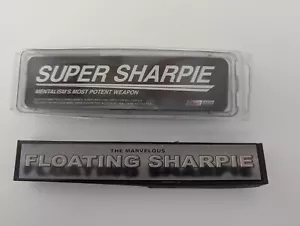 SUPER SHARPIE
MENTALISM'S MOST POTENT WEAPON
THE MARVELOUS
FLOATING SHARPIE